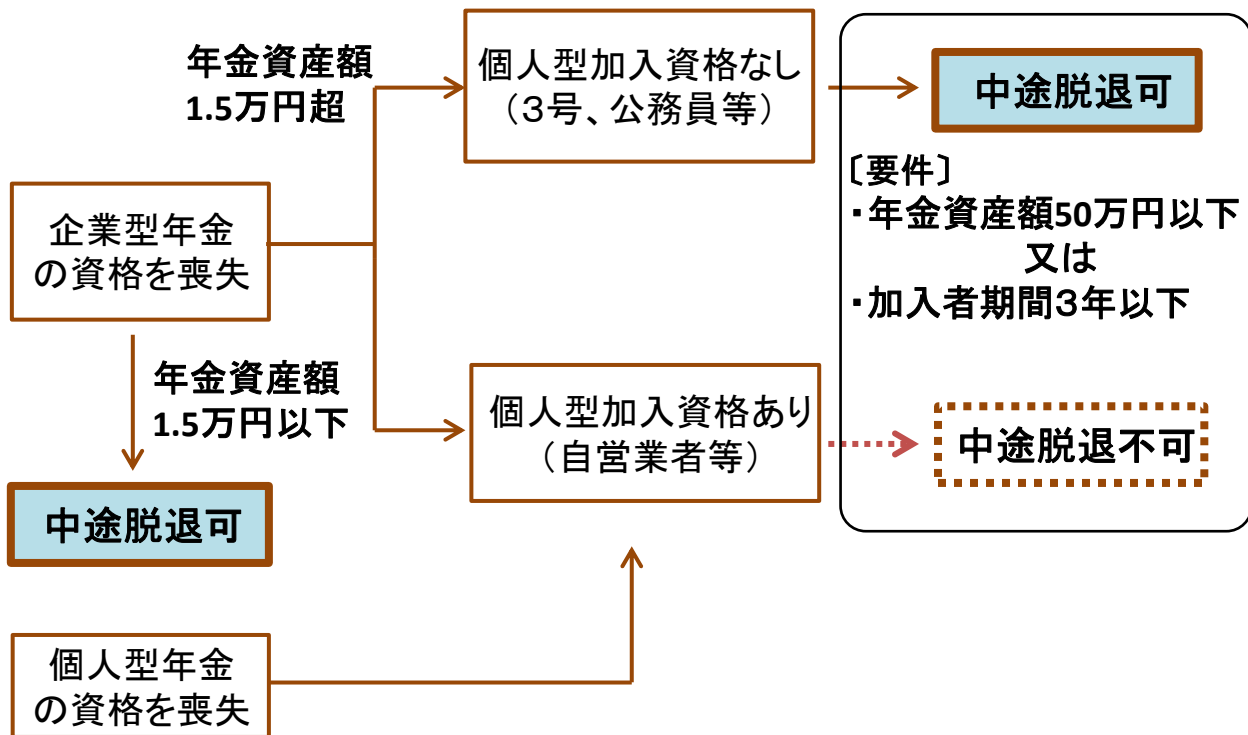 年金資産額
1.5万円超
個人型加入資格なし
（３号、公務員等）
中途脱退可
〔要件〕
・年金資産額50万円以下
又は
・加入者期間３年以下
企業型年金
の資格を喪失
年金資産額
1.5万円以下
個人型加入資格あり
（自営業者等）
中途脱退不可
中途脱退可
個人型年金
の資格を喪失